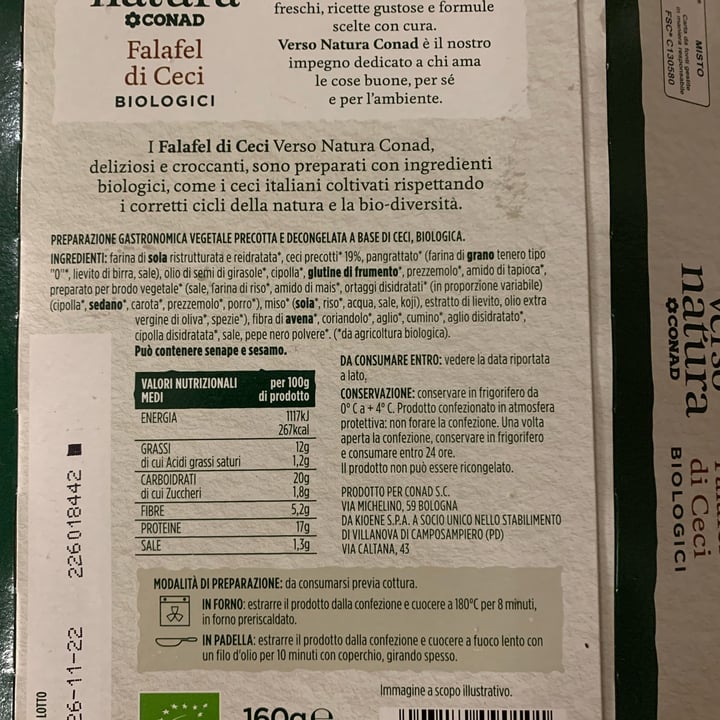 natura
CONAD
Falafel
di Ceci
BIOLOGICI
freschi, ricette gustose e formule
scelte con cura.
Verso Natura Conad è il nostro
impegno dedicato a chi ama
le cose buone, per sé
e per l'ambiente.
I Falafel di Ceci Verso Natura Conad,
deliziosi e croccanti, sono preparati con ingredienti
biologici, come i ceci italiani coltivati rispettando
i corretti cicli della natura e la bio-diversità.
PREPARAZIONE GASTRONOMICA VEGETALE PRECOTTA E DECONGELATA A BASE DI CECI, BIOLOGICA.
INGREDIENTI: farina di soia ristrutturata e reidratata*, ceci precotti* 19%, pangrattato* (farina di grano tenero tipo
"0"*, lievito di birra, sale), olio di semi di girasole*, cipolla*, glutine di frumento*, prezzemolo*, amido di tapioca*,
preparato per brodo vegetale* (sale, farina di riso*, amido di mais*, ortaggi disidratati* (in proporzione variabile)
(cipolla*, sedano*, carota*, prezzemolo*, porro*), miso* (soia*, riso*, acqua, sale, koji), estratto di lievito, olio extra
vergine di oliva*, spezie*), fibra di avena*, coriandolo*, aglio*, cumino*, aglio disidratato*,
cipolla disidratata*, sale, pepe nero polvere*. (*da agricoltura biologica).
Può contenere senape e sesamo.
VALORI NUTRIZIONALI MEDI per 100g di prodotto
ENERGIA 1117kJ
267kcal
GRASSI 12g
di cui Acidi grassi saturi 1,2g
CARBOIDRATI 20g
di cui Zuccheri 1,8g
FIBRE 5,2g
PROTEINE 17g
SALE 1,3g
DA CONSUMARE ENTRO: vedere la data riportata
a lato.
CONSERVAZIONE: conservare in frigorifero da
0° C a + 4° C. Prodotto confezionato in atmosfera
protettiva: non forare la confezione. Una volta
aperta la confezione, conservare in frigorifero
e consumare entro 24 ore.
Il prodotto non può essere ricongelato.
PRODOTTO PER CONAD S.C.
VIA MICHELINO, 59 BOLOGNA
DA KIOENE S.P.A. A SOCIO UNICO NELLO STABILIMENTO
DI VILLANOVA DI CAMPOSAMPIERO (PD)
VIA CALTANA, 43
MODALITÀ DI PREPARAZIONE: da consumarsi previa cottura.
IN FORNO: estrarre il prodotto dalla confezione e cuocere a 180°C per 8 minuti,
in forno preriscaldato.
IN PADELLA: estrarre il prodotto dalla confezione e cuocere a fuoco lento con
un filo d'olio per 10 minuti con coperchio, girando spesso.
Immagine a scopo illustrativo.
160g e
LOTTO
26-11-22 226018442
MISTO
Carta da fonti gestite
in maniera responsabile
FSC® C130580
verso
natura
CONAD
di Ceci
BIOLOGICI